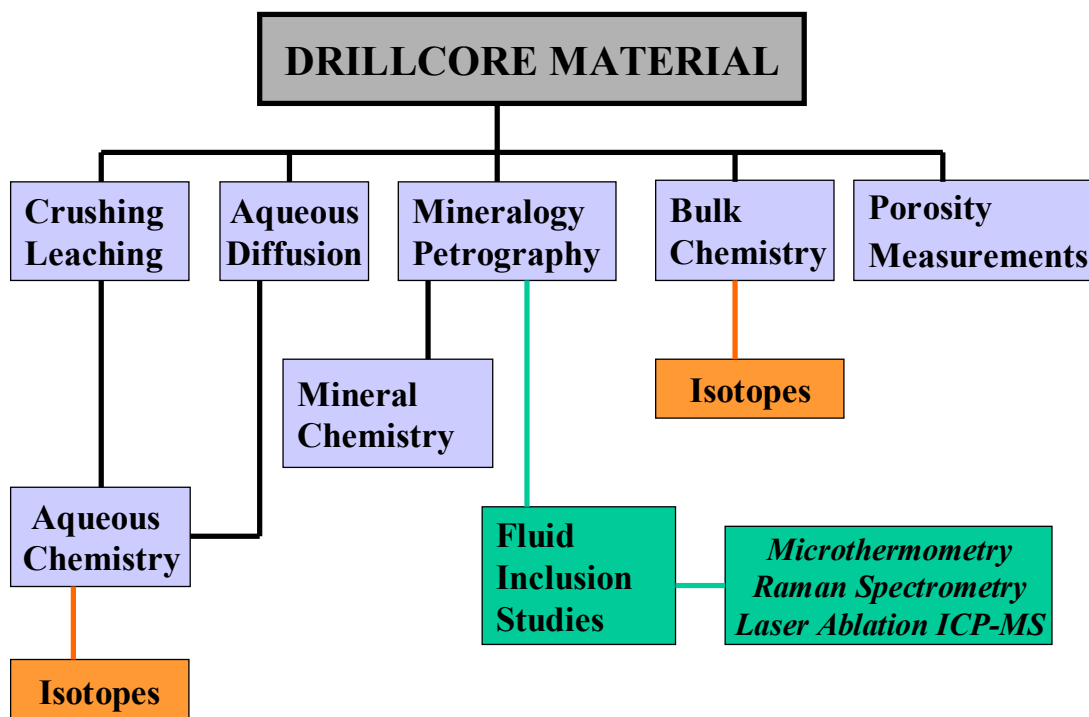 DRILLCORE MATERIAL
Crushing
Leaching
Aqueous
Diffusion
Mineralogy
Petrography
Bulk
Chemistry
Porosity
Measurements
Mineral
Chemistry
Isotopes
Aqueous
Chemistry
Fluid
Inclusion
Studies
Microthermometry
Raman Spectrometry
Laser Ablation ICP-MS
Isotopes